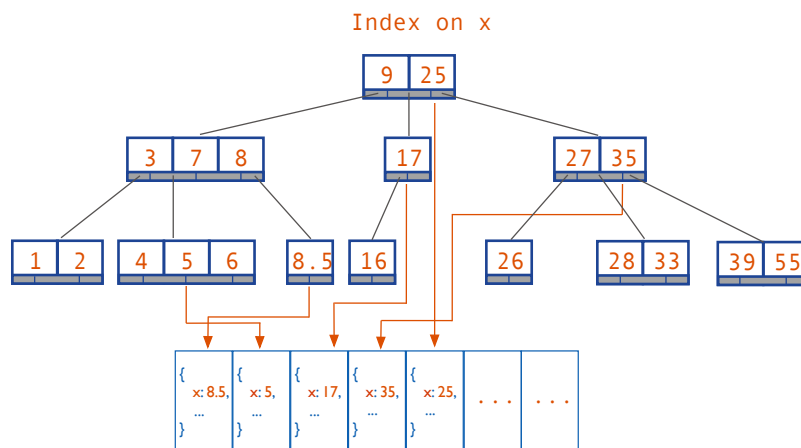 Index on x
9 25
3 7 8 17 27 35
1 2 4 5 6 8.5 16 26 28 33 39 55
{ { { { {
x: 8.5, x: 5, x: 17, x: 35, x: 25, . . . . . .
... ... ... ... ...
} } } } }